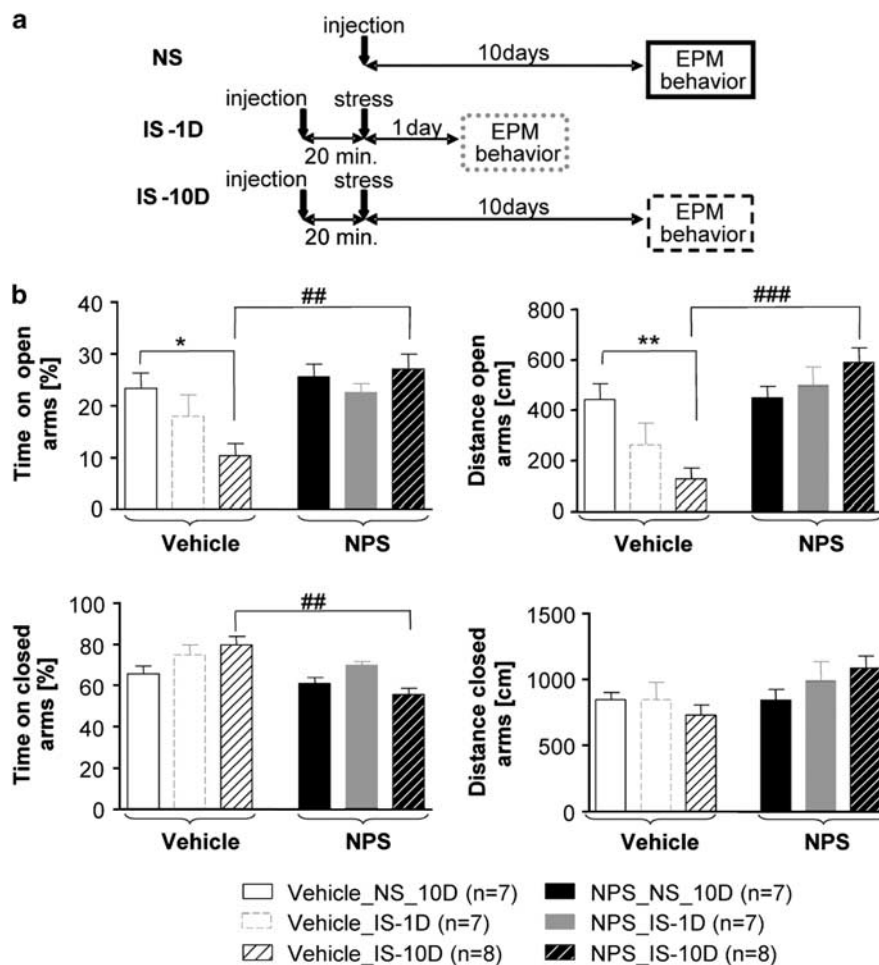 a
injection
NS
10days
EPM
behavior
injection stress
IS -1D
1 day
EPM
behavior
20 min.
injection stress
IS -10D
10days
EPM
behavior
20 min.
b
Time on open
arms [%]
40
30
20
10
0
*
##
Vehicle NPS
Distance open
arms [cm]
800
600
400
200
0
**
###
Vehicle NPS
Time on closed
arms [%]
100
80
60
40
20
0
##
Vehicle NPS
Distance closed
arms [cm]
1500
1000
500
0
Vehicle NPS
Vehicle_NS_10D (n=7) NPS_NS_10D (n=7)
Vehicle_IS-1D (n=7) NPS_IS-1D (n=7)
Vehicle_IS-10D (n=8) NPS_IS-10D (n=8)